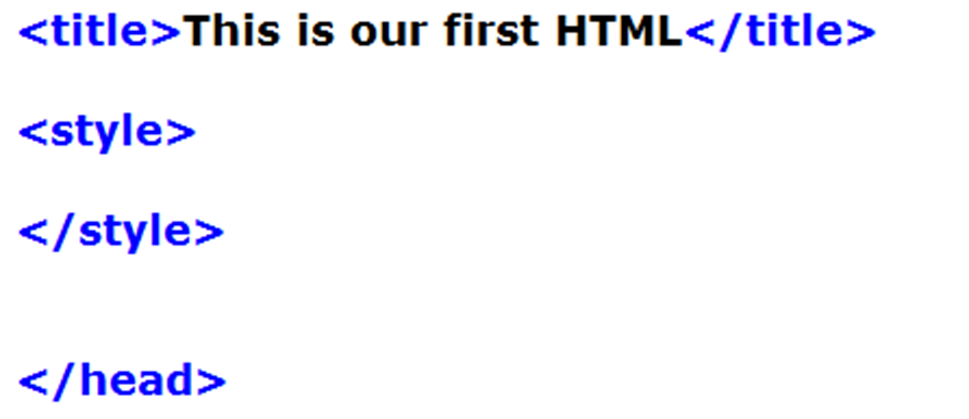 <title>This is our first HTML</title>
<style>
</style>
</head>